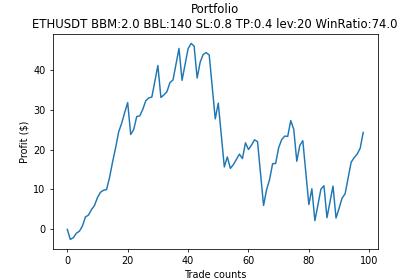 Portfolio
ETHUSDT BBM:2.0 BBL:140 SL:0.8 TP:0.4 lev:20 WinRatio:74.0
40
30
20
10
0
Profit ($)
0 20 40 60 80 100
Trade counts